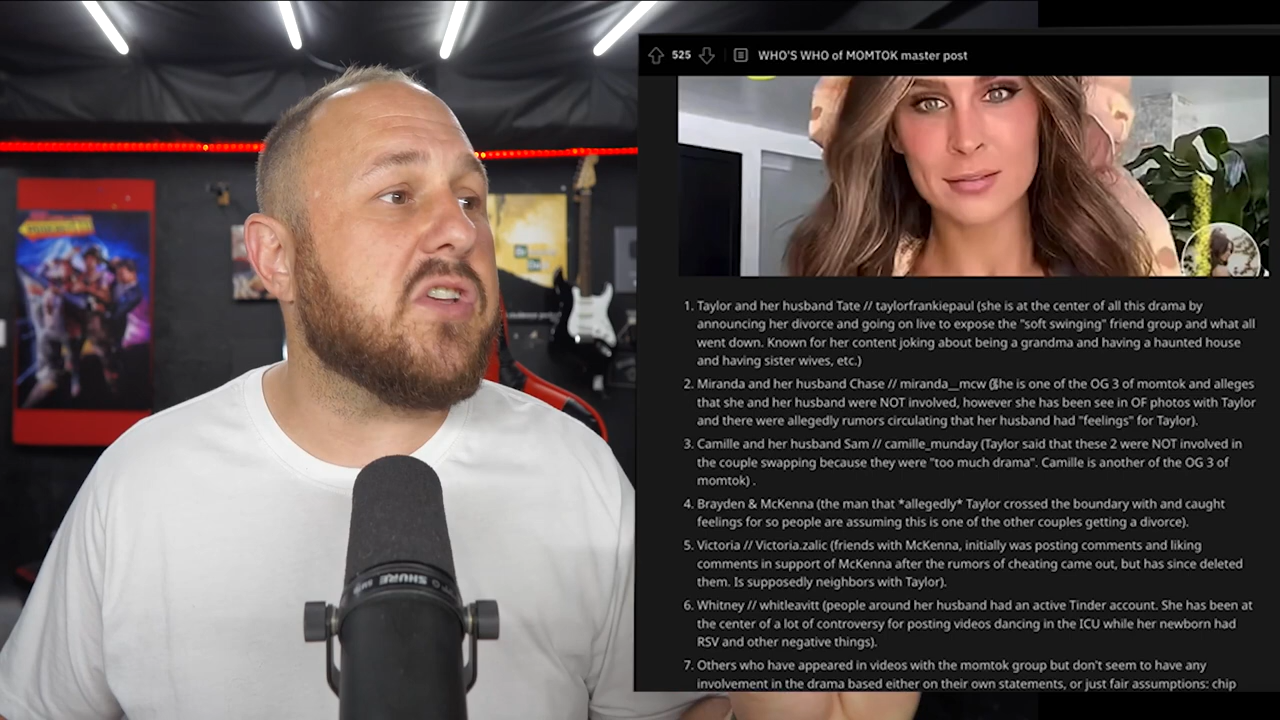 525 WHO'S WHO of MOMTOK master post
1. Taylor and her husband Tate // taylorfrankiepaul (she is at the center of all this drama by
announcing her divorce and going on live to expose the "soft swinging" friend group and what all
went down. Known for her content joking about being a grandma and having a haunted house
and having sister wives, etc.)
2. Miranda and her husband Chase // miranda__mcw (she is one of the OG 3 of momtok and alleges
that she and her husband were NOT involved, however she has been see in OF photos with Taylor
and there were allegedly rumors circulating that her husband had "feelings" for Taylor).
3. Camille and her husband Sam // camille_munday (Taylor said that these 2 were NOT involved in
the couple swapping because they were "too much drama". Camille is another of the OG 3 of
momtok) .
4. Brayden & McKenna (the man that *allegedly* Taylor crossed the boundary with and caught
feelings for so people are assuming this is one of the other couples getting a divorce).
5. Victoria // Victoria.zalic (friends with McKenna, initially was posting comments and liking
comments in support of McKenna after the rumors of cheating came out, but has since deleted
them. Is supposedly neighbors with Taylor).
6. Whitney // whitleavitt (people around her husband had an active Tinder account. She has been at
the center of a lot of controversy for posting videos dancing in the ICU while her newborn had
RSV and other negative things).
7. Others who have appeared in videos with the momtok group but don't seem to have any
involvement in the drama based either on their own statements, or just fair assumptions: chip
SHURE